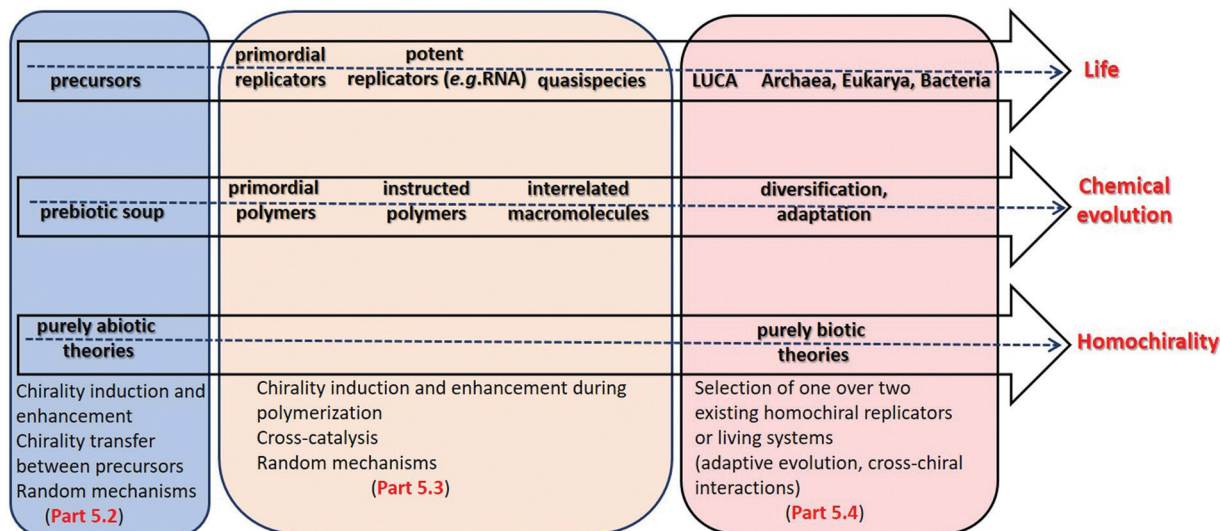 precursors
primordial
replicators
potent
replicators (e.g.RNA)
quasispecies
LUCA
Archaea, Eukarya, Bacteria
Life
prebiotic soup
primordial
polymers
instructed
polymers
interrelated
macromolecules
diversification,
adaptation
Chemical
evolution
purely abiotic
theories
purely biotic
theories
Homochirality
Chirality induction and
enhancement
Chirality transfer
between precursors
Random mechanisms
(Part 5.2)
Chirality induction and enhancement during
polymerization
Cross-catalysis
Random mechanisms
(Part 5.3)
Selection of one over two
existing homochiral replicators
or living systems
(adaptive evolution, cross-chiral
interactions)
(Part 5.4)